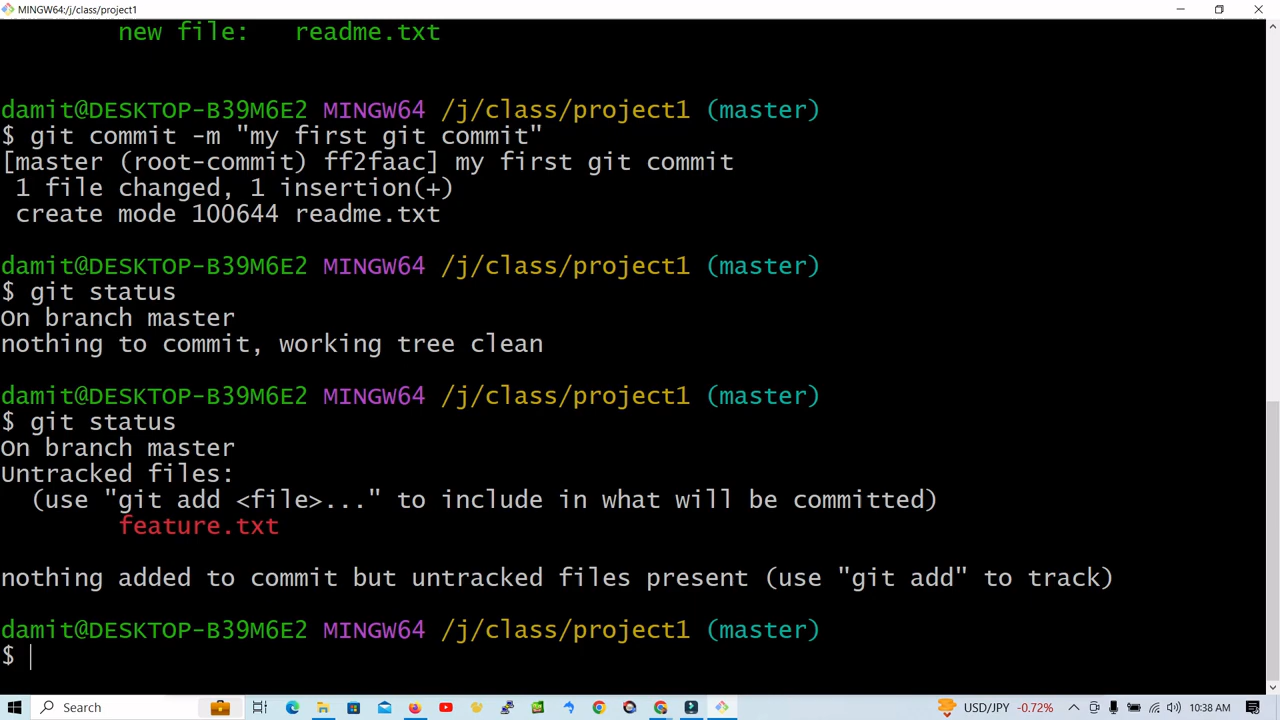 MINGW64:/j/class/project1
new file:   readme.txt
damit@DESKTOP-B39M6E2 MINGW64 /j/class/project1 (master)
$ git commit -m "my first git commit"
[master (root-commit) ff2faac] my first git commit
 1 file changed, 1 insertion(+)
 create mode 100644 readme.txt
damit@DESKTOP-B39M6E2 MINGW64 /j/class/project1 (master)
$ git status
On branch master
nothing to commit, working tree clean
damit@DESKTOP-B39M6E2 MINGW64 /j/class/project1 (master)
$ git status
On branch master
Untracked files:
  (use "git add <file>..." to include in what will be committed)
        feature.txt
nothing added to commit but untracked files present (use "git add" to track)
damit@DESKTOP-B39M6E2 MINGW64 /j/class/project1 (master)
$
Search USD/JPY -0.72% 10:38 AM